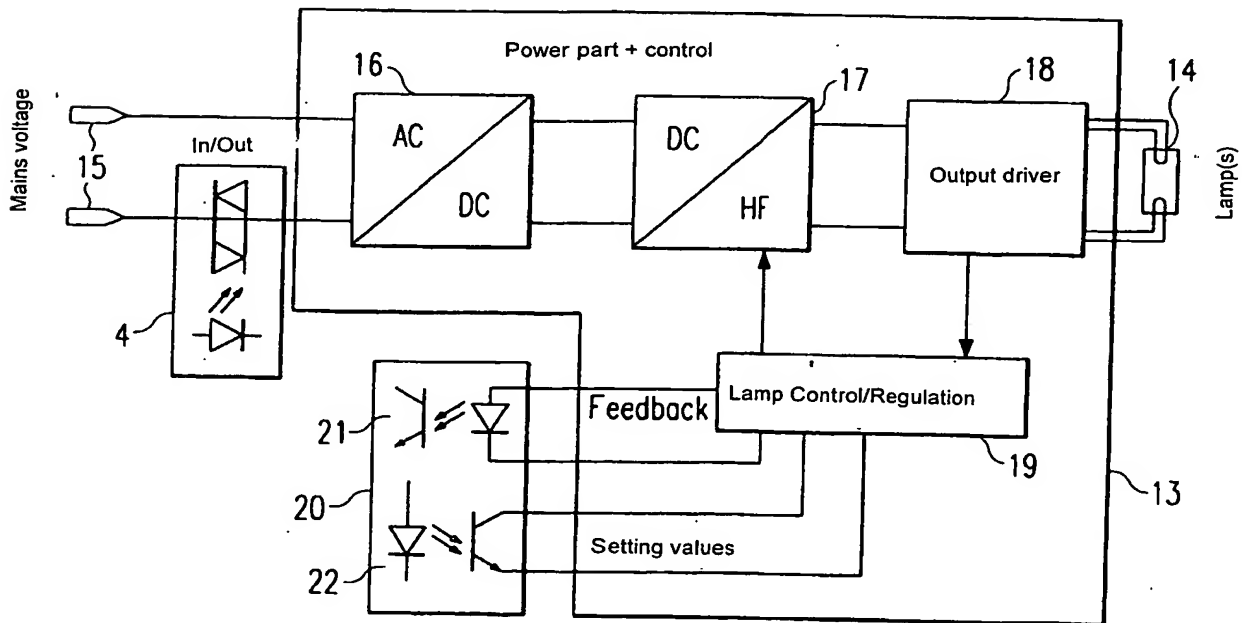 Power part + control
16
17
18
14
Mains voltage
15
In/Out
AC
DC
DC
HF
Output driver
Lamp(s)
4
Lamp Control/Regulation
Feedback
21
19
13
20
Setting values
22